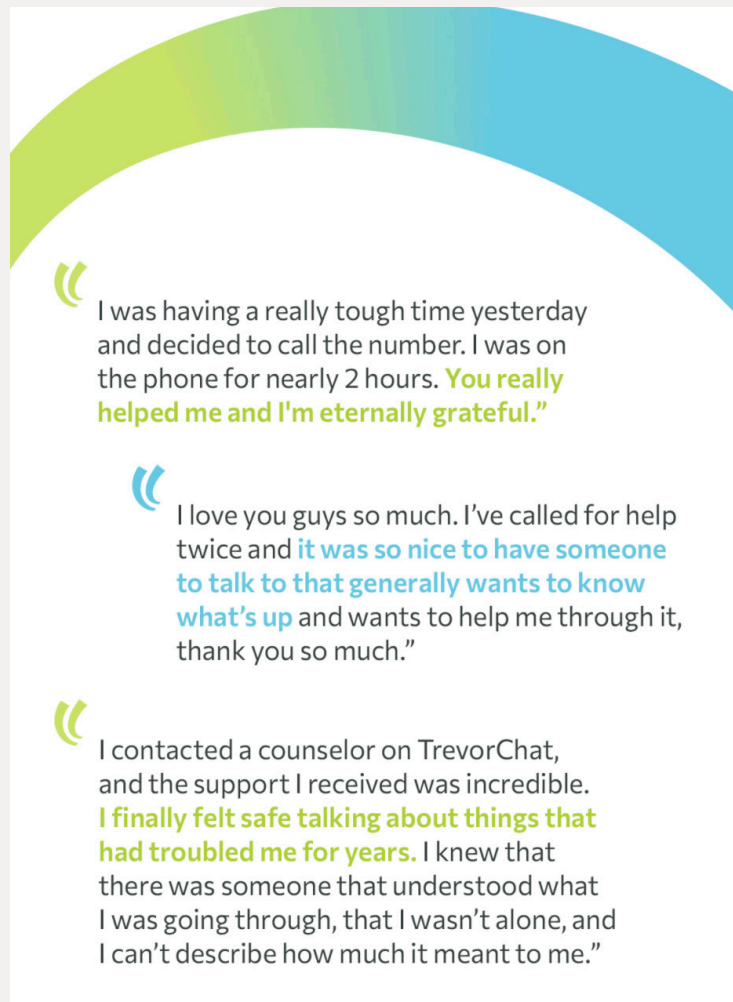 “
I was having a really tough time yesterday
and decided to call the number. I was on
the phone for nearly 2 hours. You really
helped me and I'm eternally grateful.”
“
I love you guys so much. I’ve called for help
twice and it was so nice to have someone
to talk to that generally wants to know
what’s up and wants to help me through it,
thank you so much.”
“
I contacted a counselor on TrevorChat,
and the support I received was incredible.
I finally felt safe talking about things that
had troubled me for years. I knew that
there was someone that understood what
I was going through, that I wasn’t alone, and
I can’t describe how much it meant to me.”